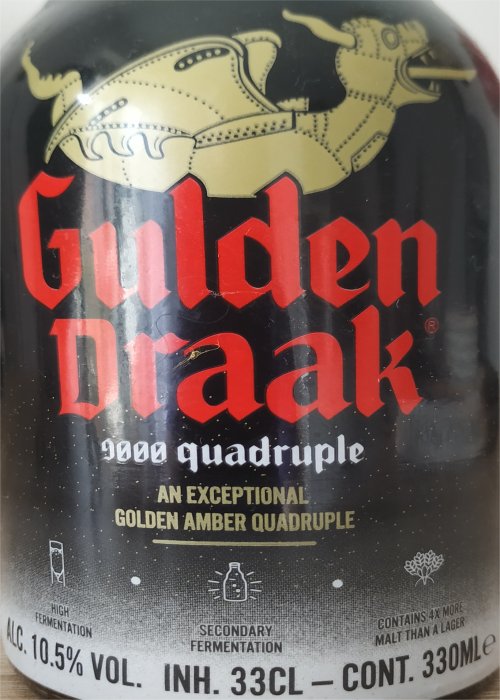 Gulden
Draak®
9000 quadruple
AN EXCEPTIONAL
GOLDEN AMBER QUADRUPLE
HIGH
FERMENTATION
SECONDARY
FERMENTATION
CONTAINS 4X MORE
MALT THAN A LAGER
ALC. 10.5% VOL. INH. 33CL – CONT. 330ML ℮